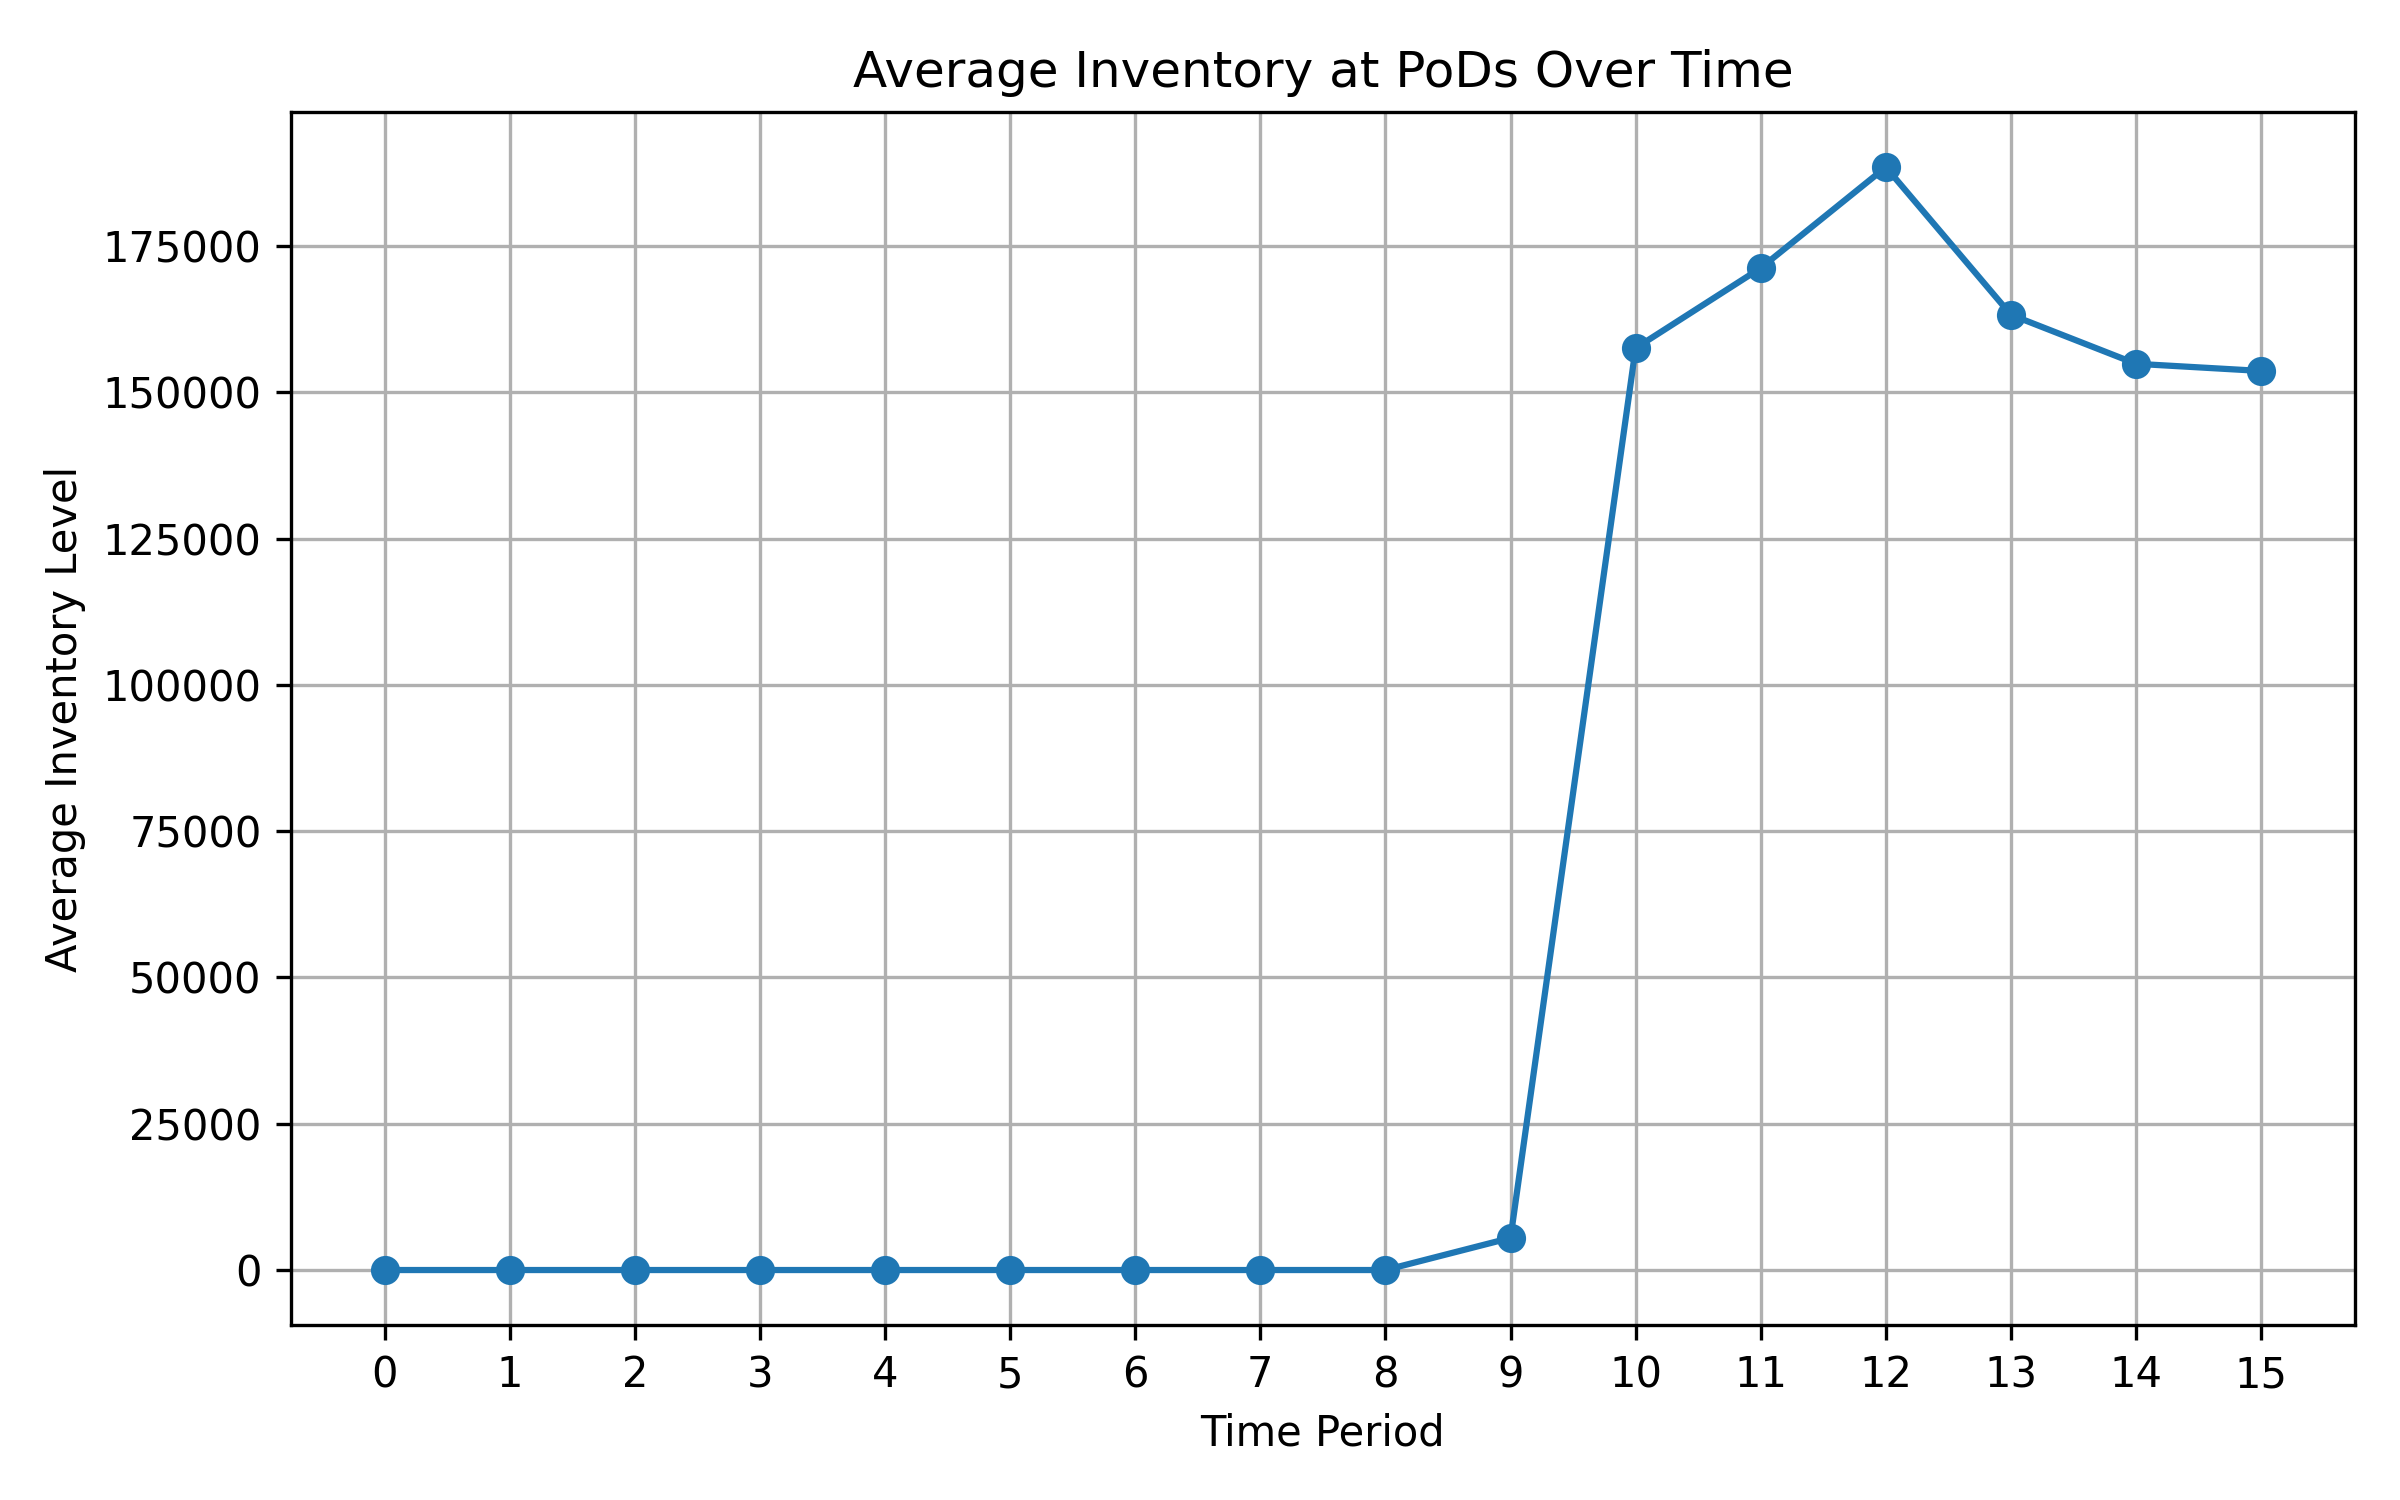 Average Inventory at PoDs Over Time
Average Inventory Level
175000
150000
125000
100000
75000
50000
25000
0
0 1 2 3 4 5 6 7 8 9 10 11 12 13 14 15
Time Period